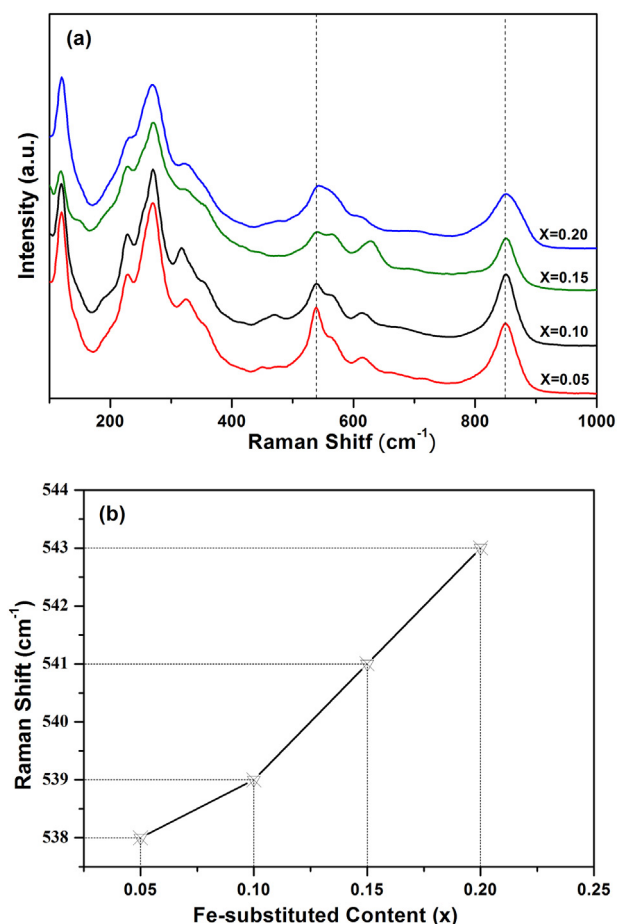 (a)
Intensity (a.u.)
X=0.20
X=0.15
X=0.10
X=0.05
200 400 600 800 1000
Raman Shitf (cm⁻¹)
(b)
Raman Shift (cm⁻¹)
544
543
542
541
540
539
538
0.05 0.10 0.15 0.20 0.25
Fe-substituted Content (x)